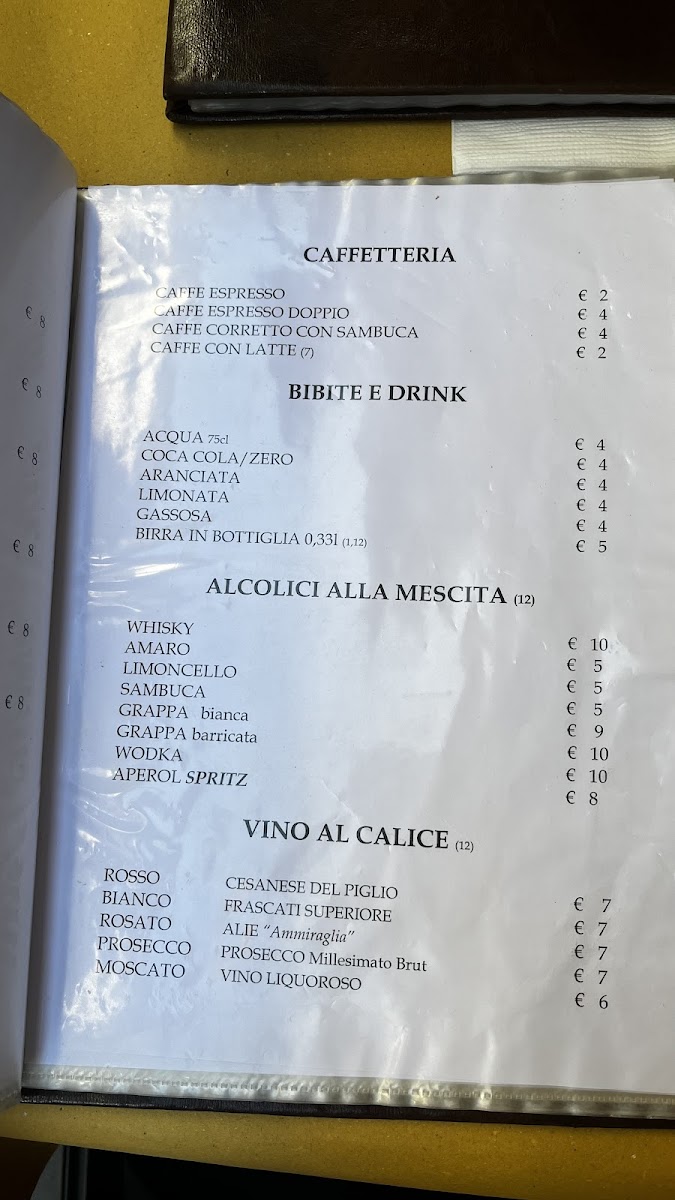 € 8
€ 8
€ 8
€ 8
€ 8
€ 8
CAFFETTERIA
CAFFE ESPRESSO € 2
CAFFE ESPRESSO DOPPIO € 4
CAFFE CORRETTO CON SAMBUCA € 4
CAFFE CON LATTE (7) € 2
BIBITE E DRINK
ACQUA 75cl € 4
COCA COLA/ZERO € 4
ARANCIATA € 4
LIMONATA € 4
GASSOSA € 4
BIRRA IN BOTTIGLIA 0,33l (1,12) € 5
ALCOLICI ALLA MESCITA (12)
WHISKY € 10
AMARO € 5
LIMONCELLO € 5
SAMBUCA € 5
GRAPPA bianca € 9
GRAPPA barricata € 10
WODKA € 10
APEROL SPRITZ € 8
VINO AL CALICE (12)
ROSSO CESANESE DEL PIGLIO € 7
BIANCO FRASCATI SUPERIORE € 7
ROSATO ALIE "Ammiraglia" € 7
PROSECCO PROSECCO Millesimato Brut € 7
MOSCATO VINO LIQUOROSO € 6